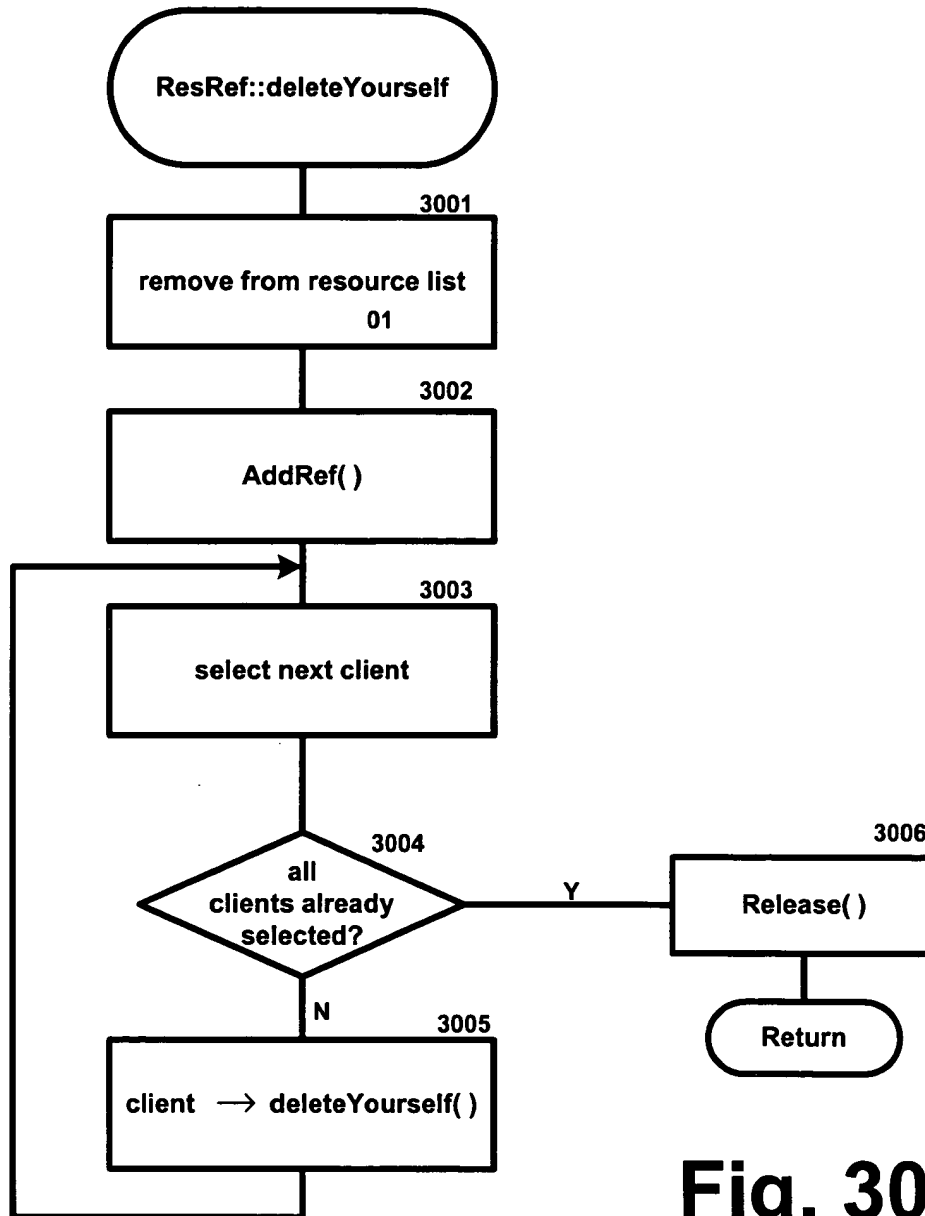 ResRef::deleteYourself
3001
remove from resource list
01
3002
AddRef( )
3003
select next client
3004
all
clients already
selected?
Y
3006
Release( )
Return
N
3005
client → deleteYourself( )
Fig. 30